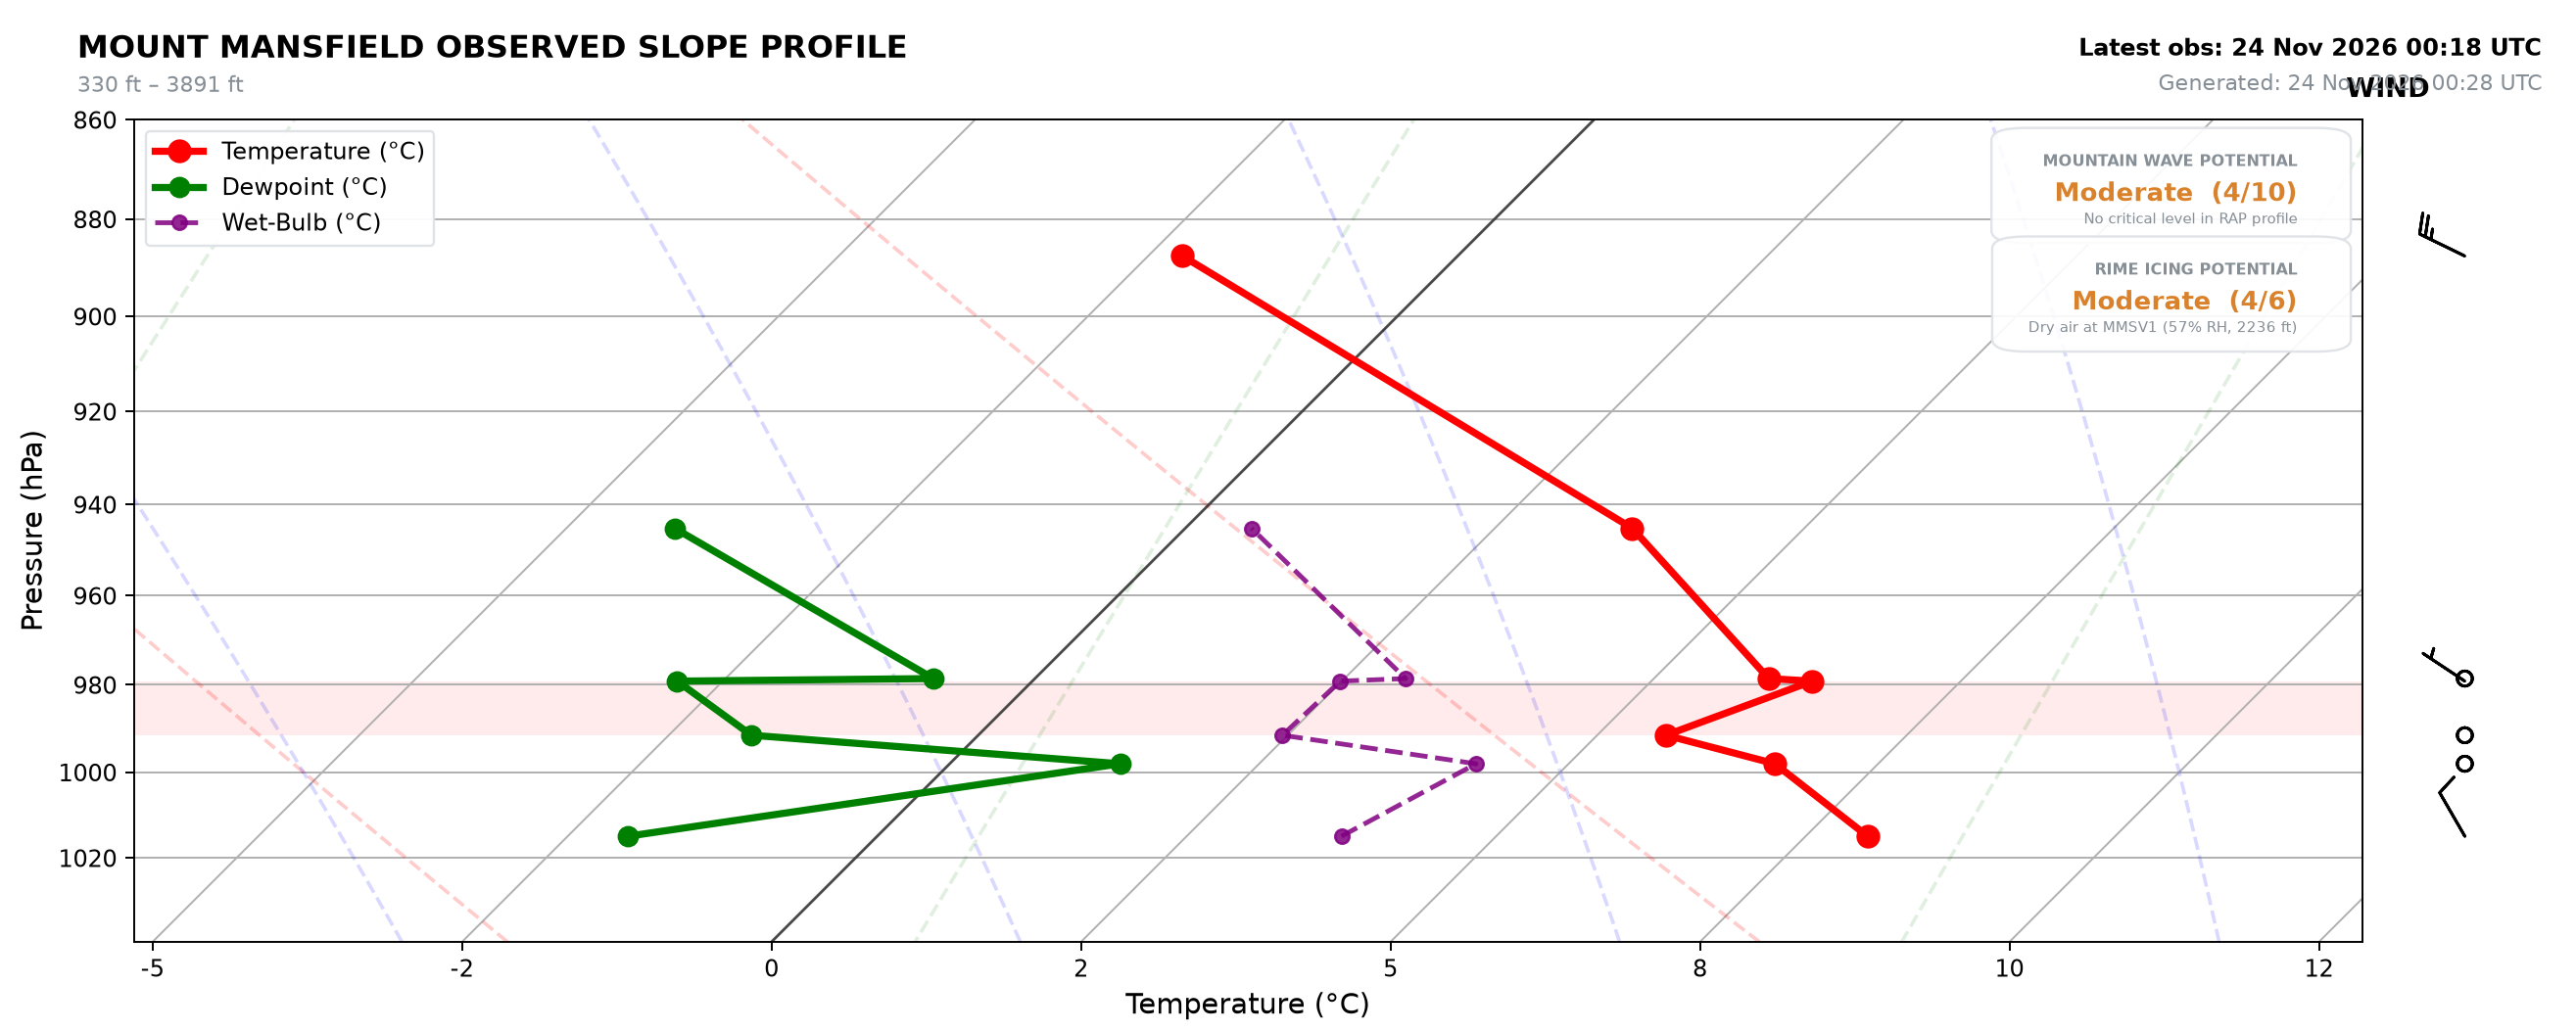 MOUNT MANSFIELD OBSERVED SLOPE PROFILE
330 ft – 3891 ft
Latest obs: 24 Nov 2026 00:18 UTC
Generated: 24 Nov 2026 00:28 UTC
WIND
Temperature (°C)
Dewpoint (°C)
Wet-Bulb (°C)
MOUNTAIN WAVE POTENTIAL
Moderate (4/10)
No critical level in RAP profile
RIME ICING POTENTIAL
Moderate (4/6)
Dry air at MMSV1 (57% RH, 2236 ft)
Pressure (hPa)
860
880
900
920
940
960
980
1000
1020
-5
-2
0
2
5
8
10
12
Temperature (°C)